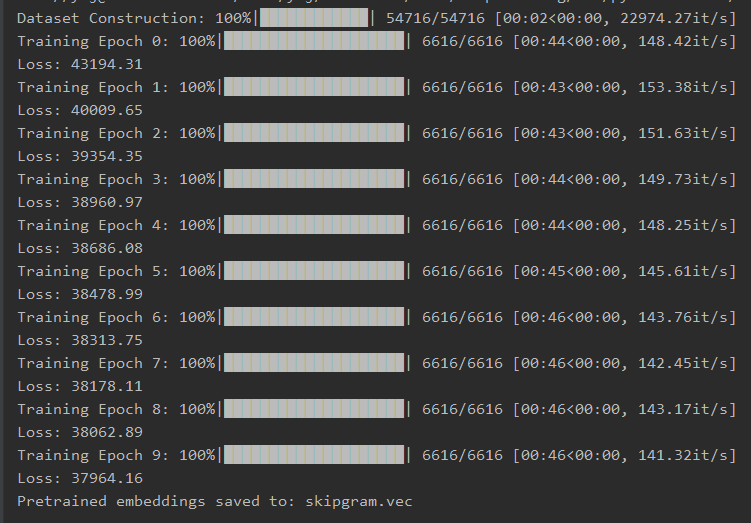 Dataset Construction: 100%|██████████| 54716/54716 [00:02<00:00, 22974.27it/s]
Training Epoch 0: 100%|██████████| 6616/6616 [00:44<00:00, 148.42it/s]
Loss: 43194.31
Training Epoch 1: 100%|██████████| 6616/6616 [00:43<00:00, 153.38it/s]
Loss: 40009.65
Training Epoch 2: 100%|██████████| 6616/6616 [00:43<00:00, 151.63it/s]
Loss: 39354.35
Training Epoch 3: 100%|██████████| 6616/6616 [00:44<00:00, 149.73it/s]
Loss: 38960.97
Training Epoch 4: 100%|██████████| 6616/6616 [00:44<00:00, 148.25it/s]
Loss: 38686.08
Training Epoch 5: 100%|██████████| 6616/6616 [00:45<00:00, 145.61it/s]
Loss: 38478.99
Training Epoch 6: 100%|██████████| 6616/6616 [00:46<00:00, 143.76it/s]
Loss: 38313.75
Training Epoch 7: 100%|██████████| 6616/6616 [00:46<00:00, 142.45it/s]
Loss: 38178.11
Training Epoch 8: 100%|██████████| 6616/6616 [00:46<00:00, 143.17it/s]
Loss: 38062.89
Training Epoch 9: 100%|██████████| 6616/6616 [00:46<00:00, 141.32it/s]
Loss: 37964.16
Pretrained embeddings saved to: skipgram.vec